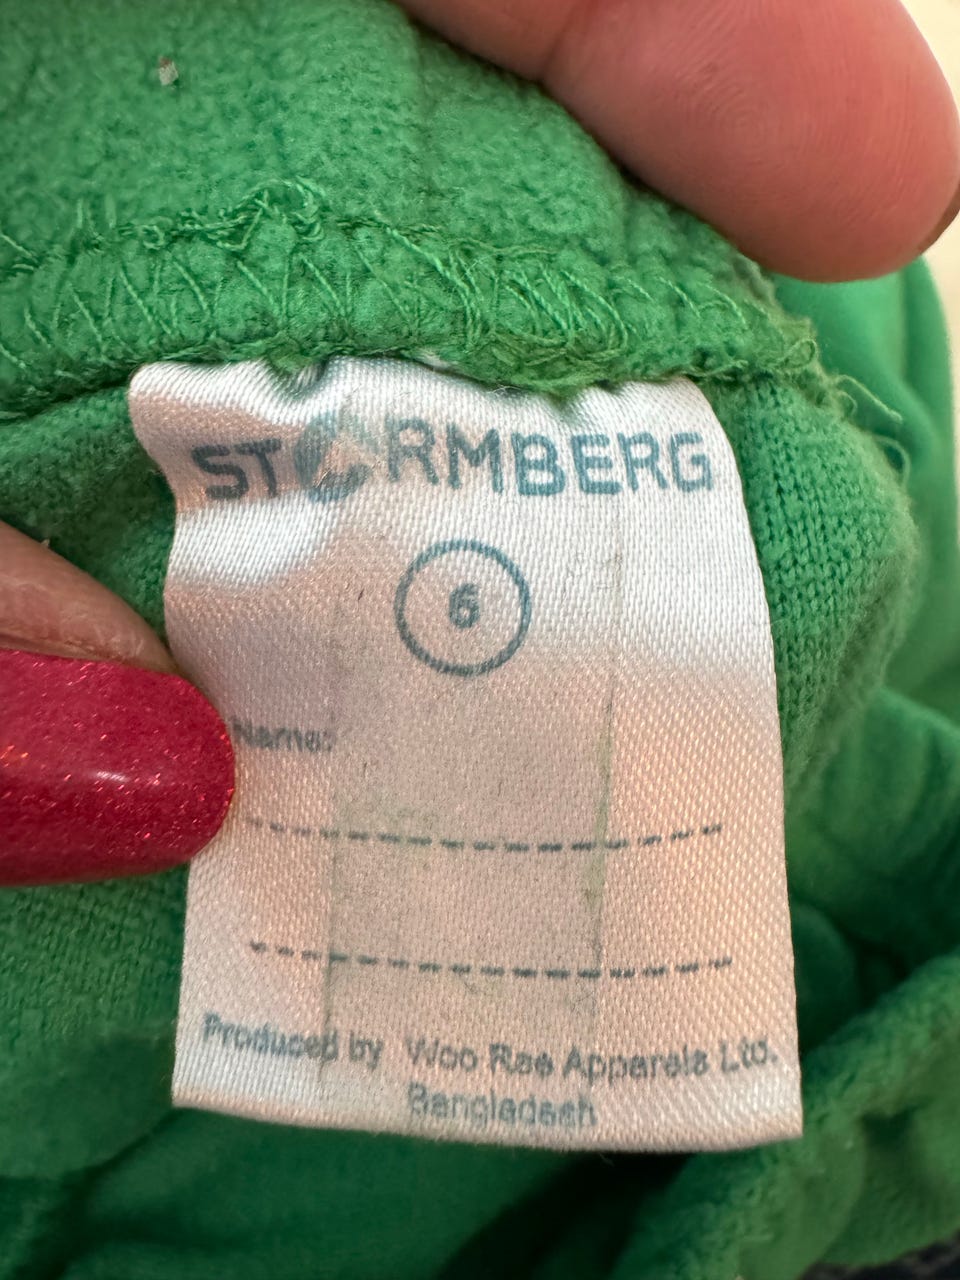 STORMBERG
6
Name:
Produced by Woo Rae Apparels Ltd.
Bangladesh